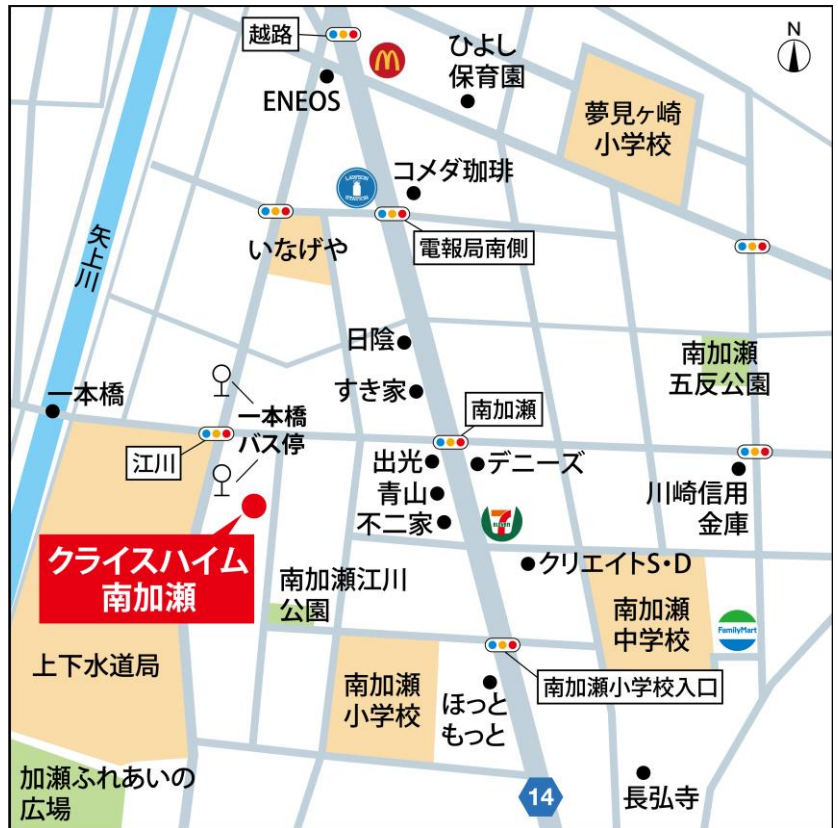 越路
ひよし
保育園
N
ENEOS
夢見ヶ崎
小学校
コメダ珈琲
LAWSON
STATION
電報局南側
いなげや
矢上川
日陰
すき家
南加瀬
五反公園
一本橋
南加瀬
一本橋
バス停
江川
出光
デニーズ
青山
不二家
川崎信用
金庫
7
ELEVEN
クライスハイム
南加瀬
クリエイトS・D
南加瀬江川
公園
南加瀬
中学校
FamilyMart
上下水道局
南加瀬
小学校
南加瀬小学校入口
ほっと
もっと
加瀬ふれあいの
広場
14
長弘寺